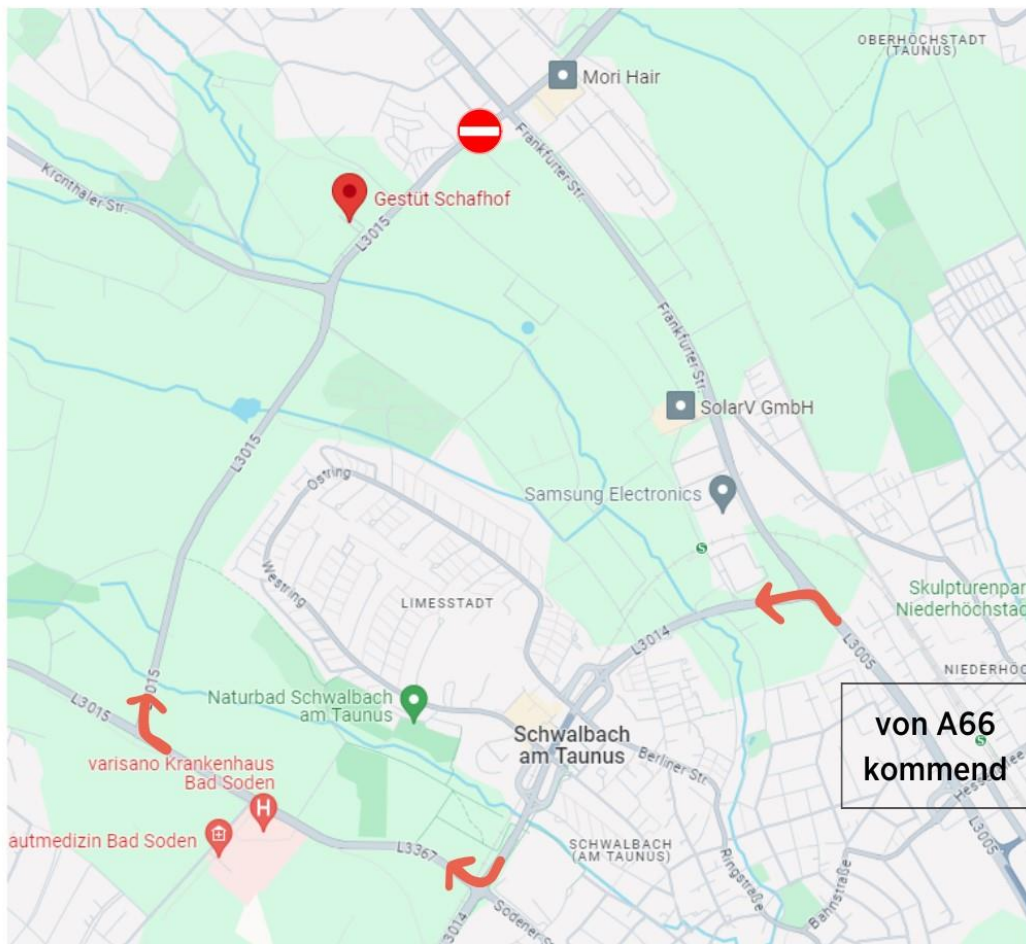 OBERHÖCHSTADT
(TAUNUS)
Mori Hair
Frankfurter Str.
Kronthaler Str.
Gestüt Schafhof
L3015
Frankfurter Str.
SolarV GmbH
L3015
Ostring
Samsung Electronics
Westring
LIMESSTADT
Skulpturenpar
Niederhöchstad
L3014
L3005
NIEDERHÖC
3015
L3015
Naturbad Schwalbach
am Taunus
Schwalbach
am Taunus
von A66
kommend
varisano Krankenhaus
Bad Soden
Berliner Str.
H
autmedizin Bad Soden
L3367
SCHWALBACH
(AM TAUNUS)
Ringstraße
Bahnstraße
L3005
L3014
Sodener S